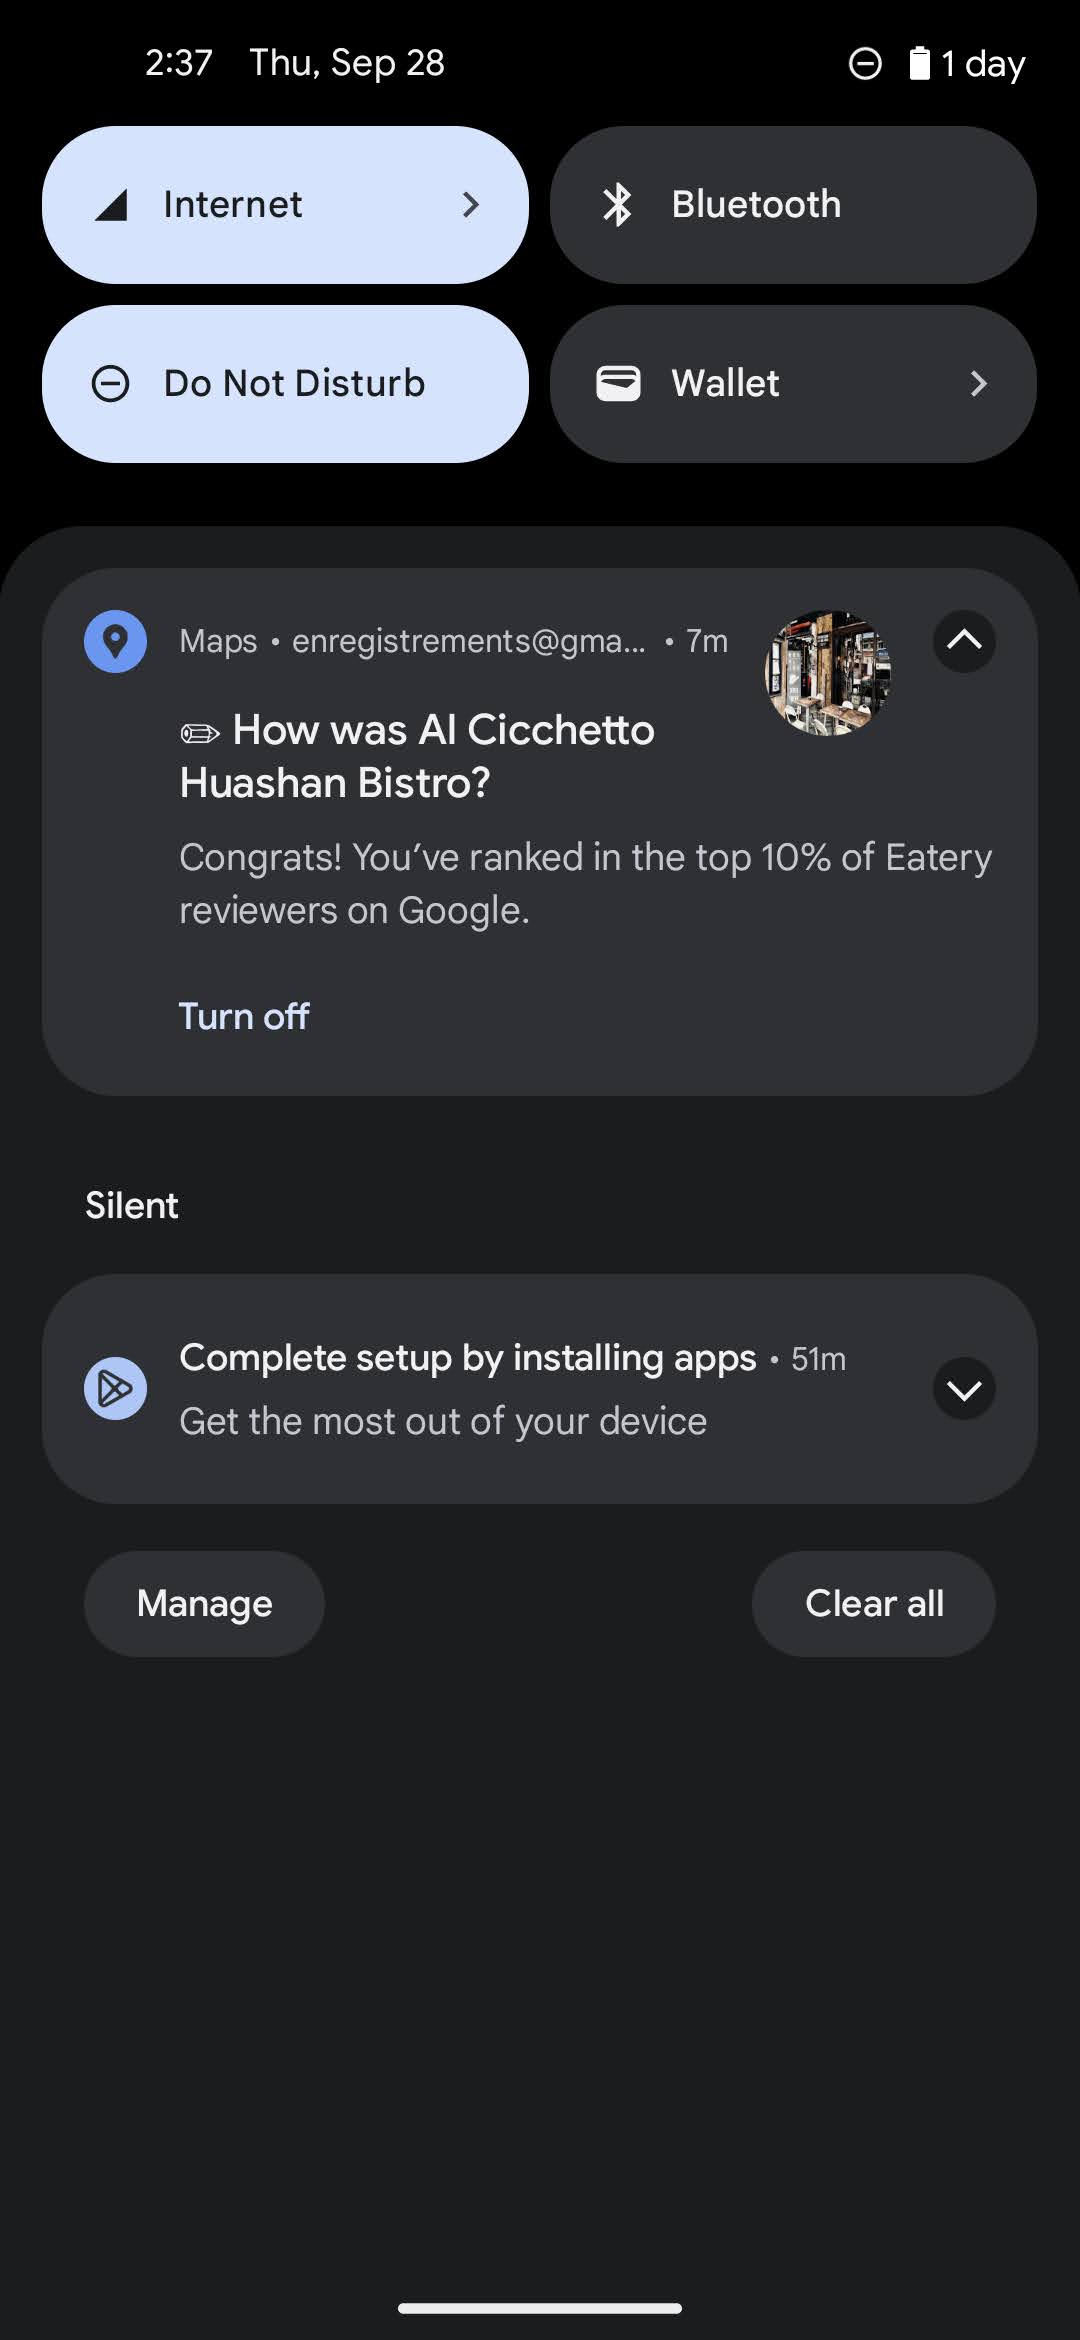 2:37 Thu, Sep 28
1 day
Internet
Bluetooth
Do Not Disturb
Wallet
Maps • enregistrements@gma... • 7m
✏ How was Al Cicchetto
Huashan Bistro?
Congrats! You’ve ranked in the top 10% of Eatery
reviewers on Google.
Turn off
Silent
Complete setup by installing apps • 51m
Get the most out of your device
Manage
Clear all